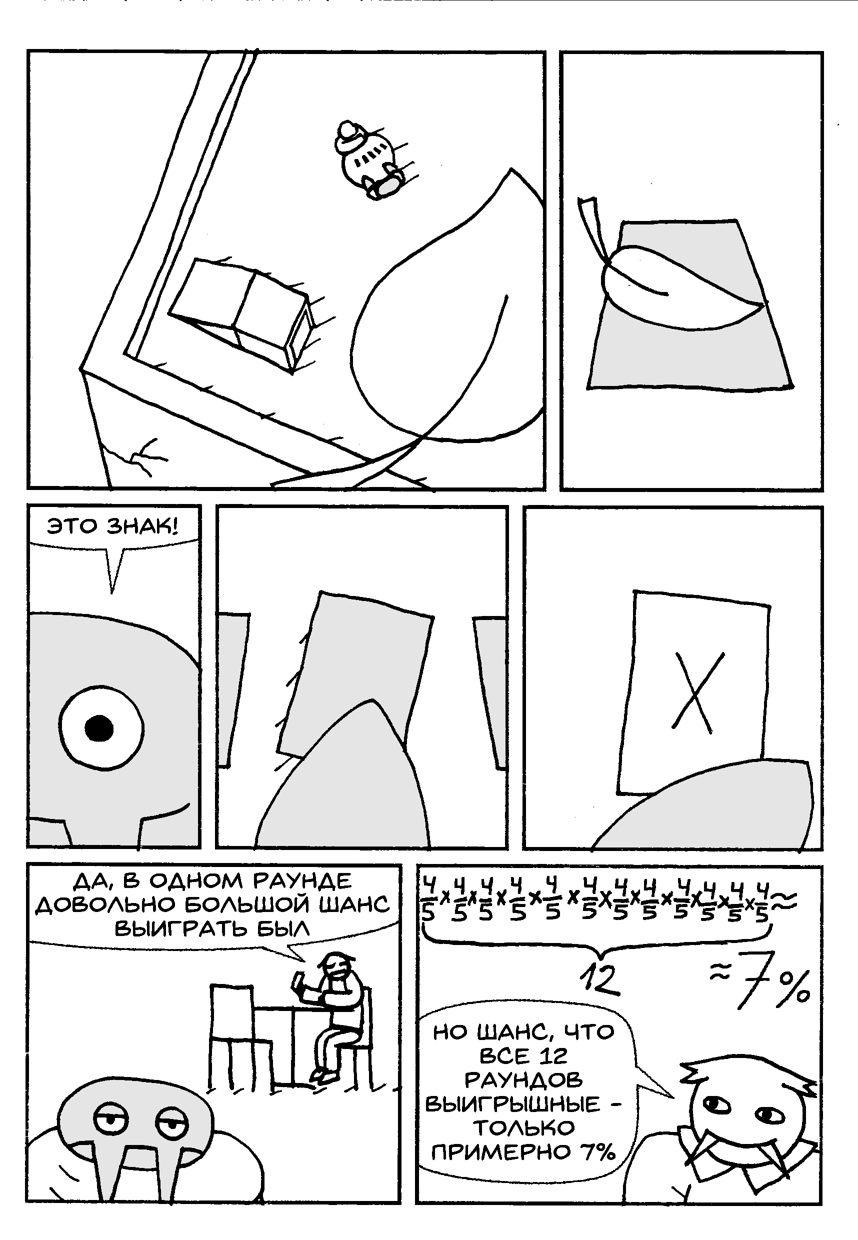 ЭТО ЗНАК!
X
ДА, В ОДНОМ РАУНДЕ
ДОВОЛЬНО БОЛЬШОЙ ШАНС
ВЫИГРАТЬ БЫЛ
4/5 x 4/5 x 4/5 x 4/5 x 4/5 x 4/5 x 4/5 x 4/5 x 4/5 x 4/5 x 4/5 x 4/5 ≈
12
≈ 7%
НО ШАНС, ЧТО
ВСЕ 12
РАУНДОВ
ВЫИГРЫШНЫЕ -
ТОЛЬКО
ПРИМЕРНО 7%